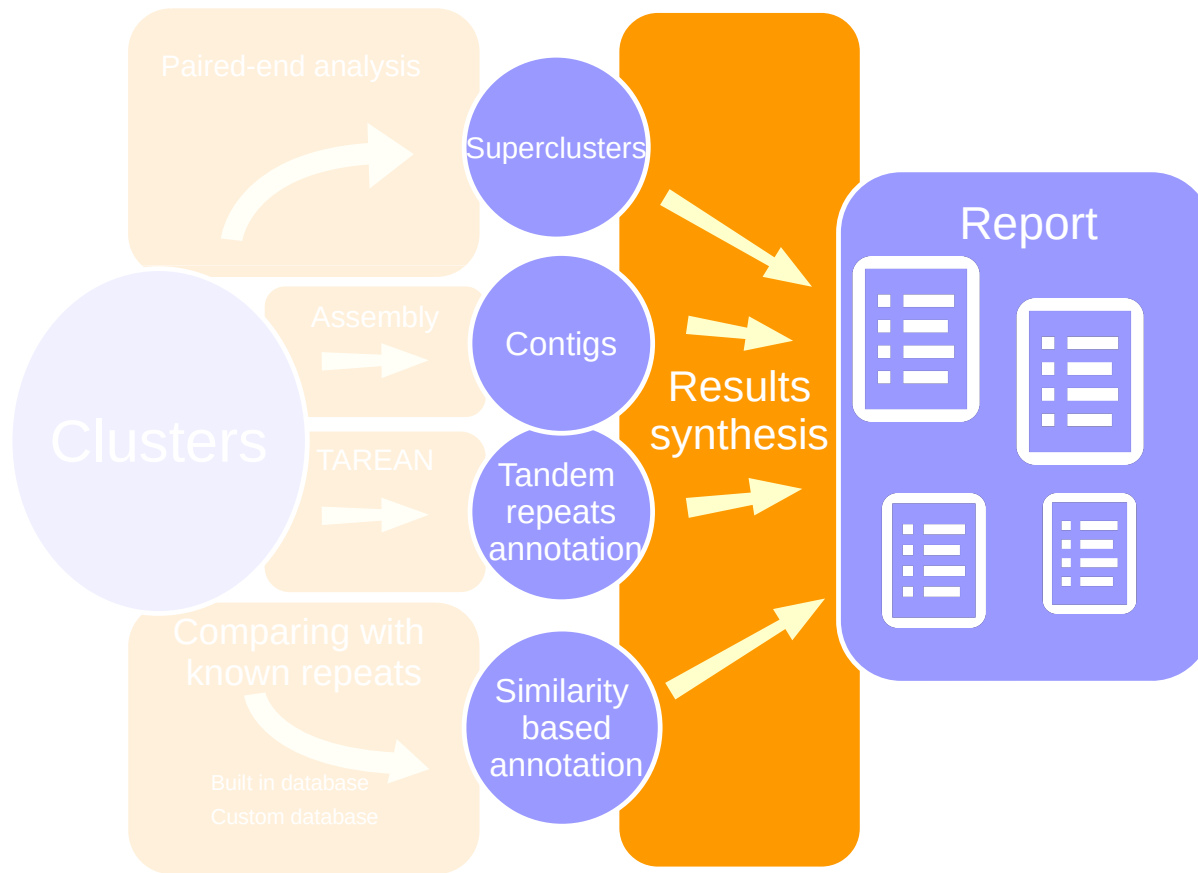 Paired-end analysis
Superclusters
Report
Assembly
Contigs
Clusters
Results
synthesis
TAREAN
Tandem
repeats
annotation
Comparing with
known repeats
Similarity
based
annotation
Built in database
Custom database